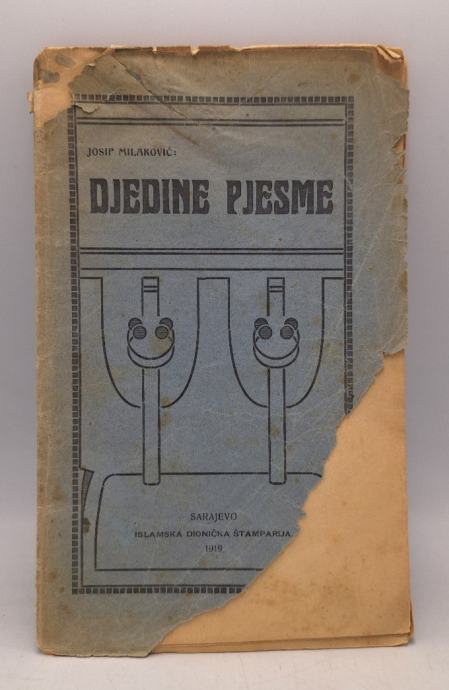 JOSIP MILAKOVIĆ:
DJEDINE PJESME
SARAJEVO
ISLAMSKA DIONIČKA ŠTAMPARIJA.
1919.